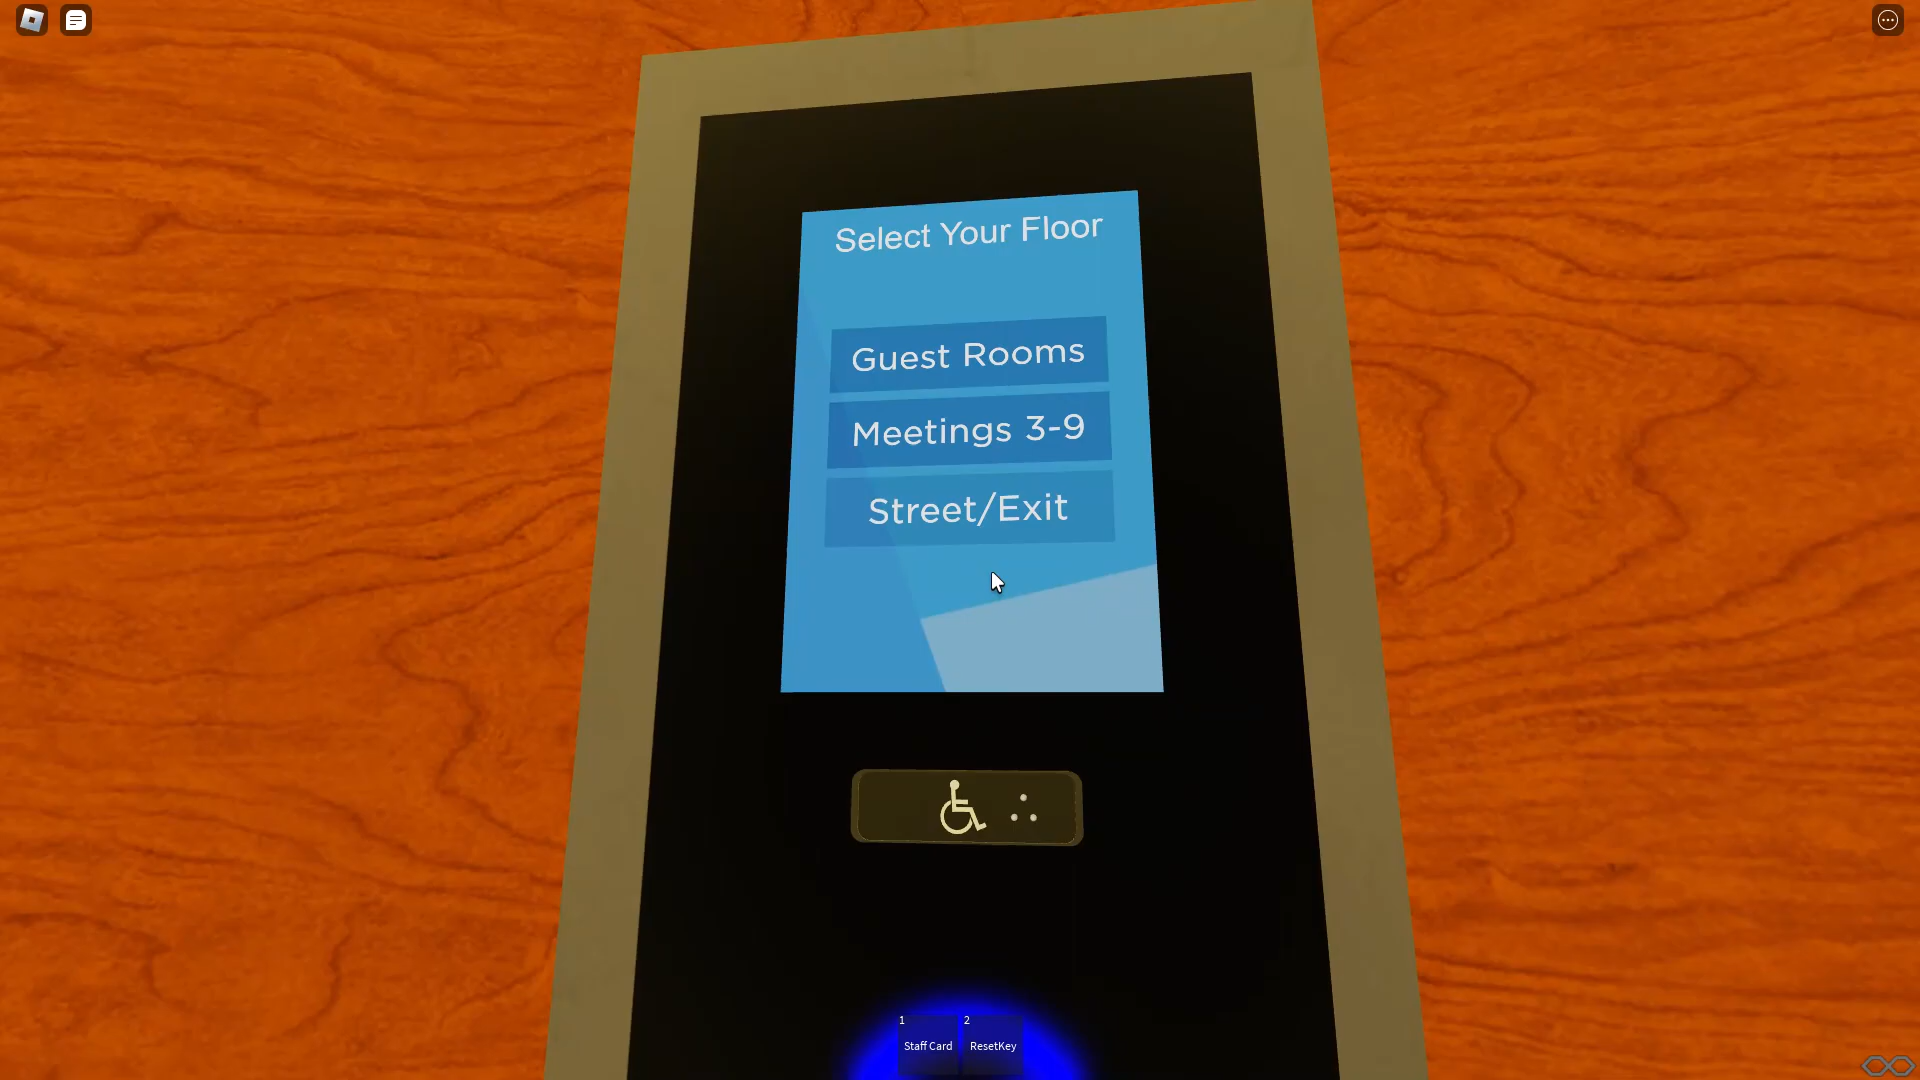 Select Your Floor
Guest Rooms
Meetings 3-9
Street/Exit
1
Staff Card
2
ResetKey